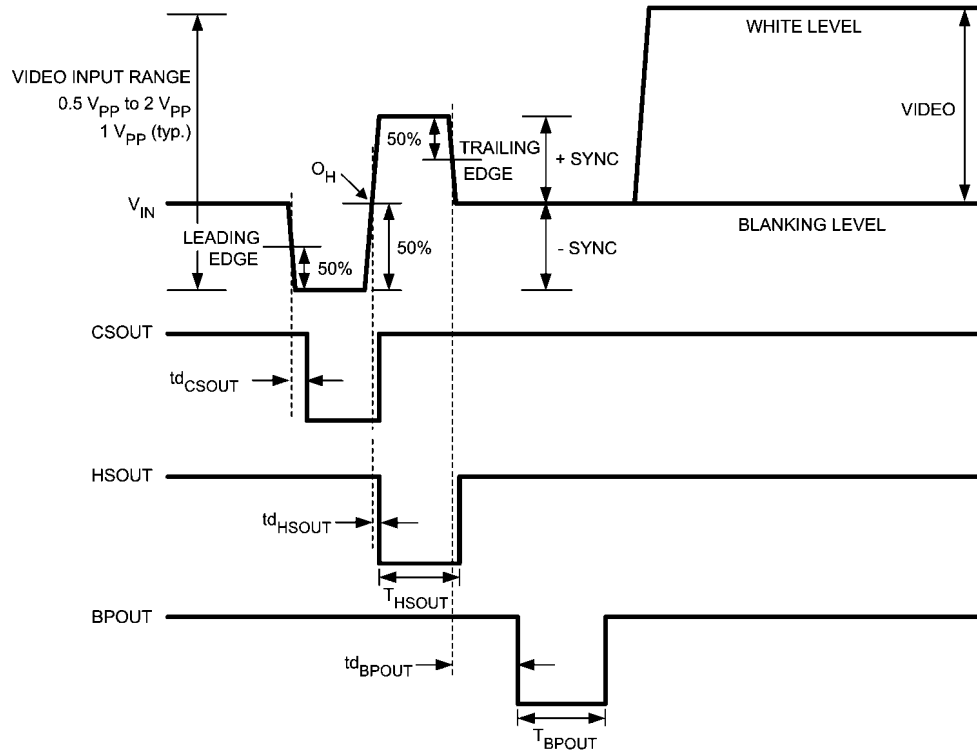 WHITE LEVEL
VIDEO INPUT RANGE
0.5 VPP to 2 VPP
1 VPP (typ.)
VIDEO
50%
TRAILING
EDGE
+ SYNC
OH
VIN
BLANKING LEVEL
LEADING
EDGE
50%
50%
- SYNC
CSOUT
tdCSOUT
HSOUT
tdHSOUT
THSOUT
BPOUT
tdBPOUT
TBPOUT